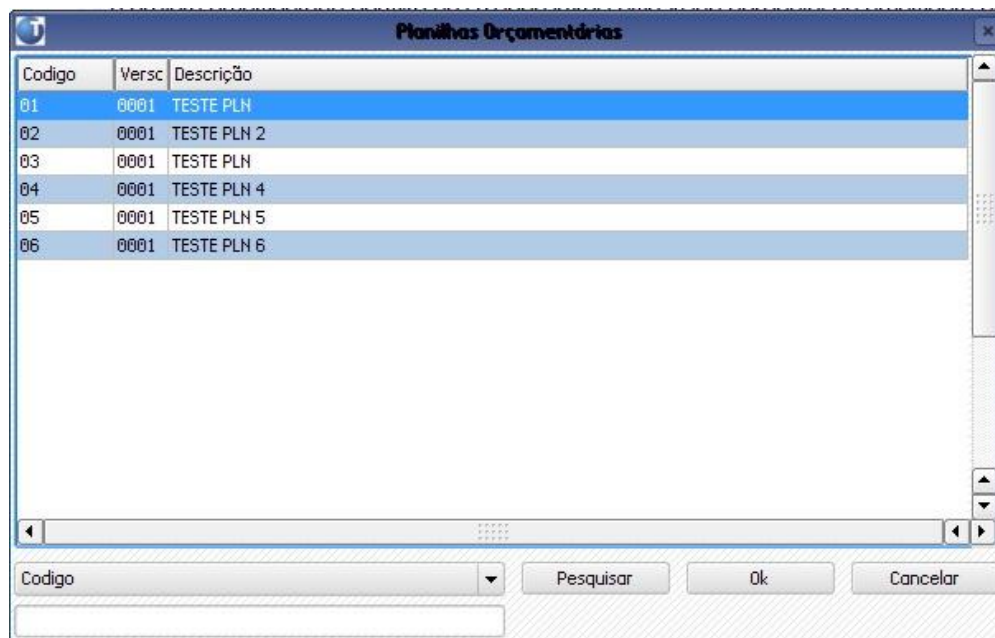 Planilhas Orçamentárias
Codigo Versc Descrição
01 0001 TESTE PLN
02 0001 TESTE PLN 2
03 0001 TESTE PLN
04 0001 TESTE PLN 4
05 0001 TESTE PLN 5
06 0001 TESTE PLN 6
Codigo Pesquisar Ok Cancelar